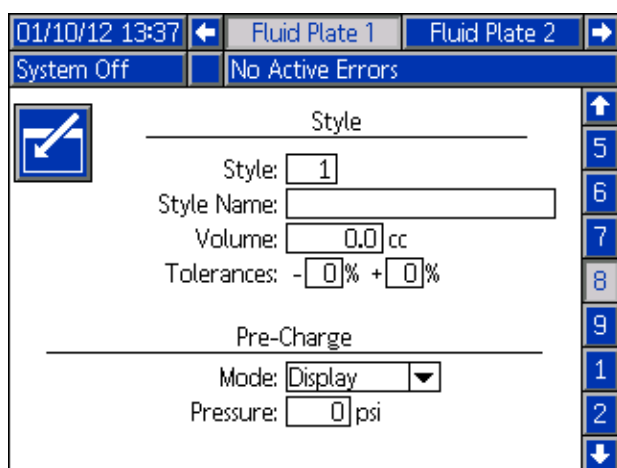 01/10/12 13:37 Fluid Plate 1 Fluid Plate 2
System Off No Active Errors
Style
Style: 1
Style Name:
Volume: 0.0 cc
Tolerances: - 0% + 0%
Pre-Charge
Mode: Display
Pressure: 0 psi
5
6
7
8
9
1
2